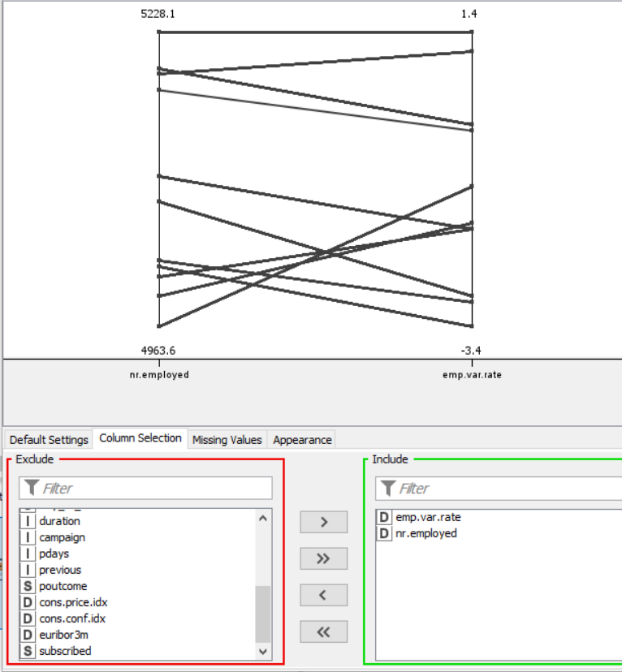 5228.1 1.4
4963.6 -3.4
nr.employed emp.var.rate
Default Settings Column Selection Missing Values Appearance
Exclude Include
Filter Filter
I duration
I campaign
I pdays
I previous
S poutcome
D cons.price.idx
D cons.conf.idx
D euribor3m
S subscribed
>
>>
<
<<
D emp.var.rate
D nr.employed